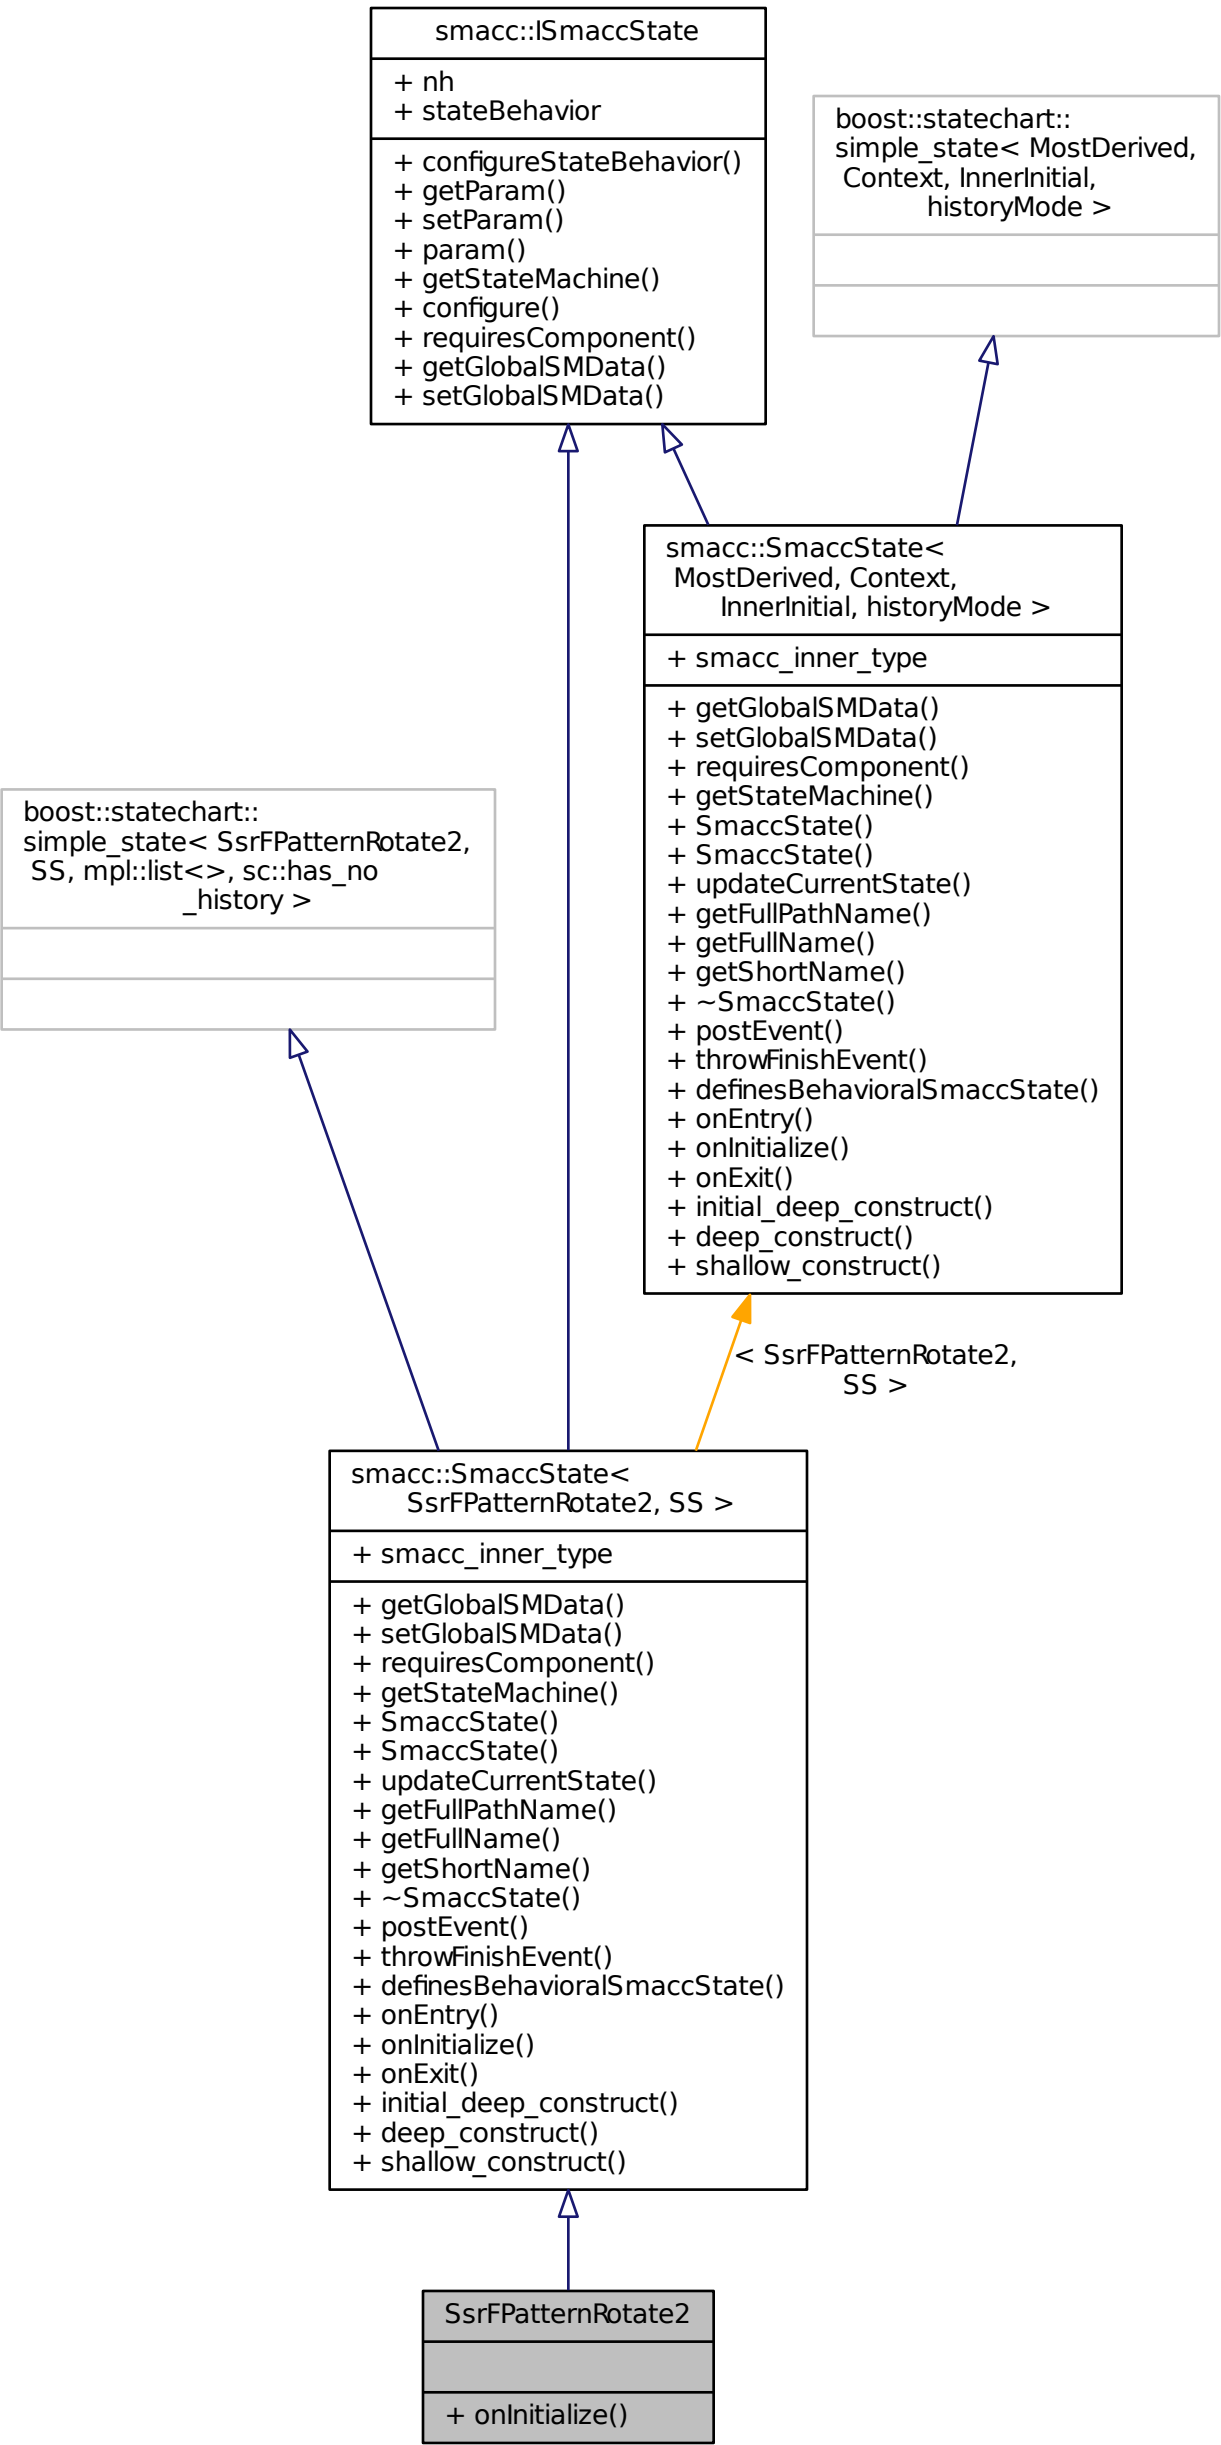 smacc::ISmaccState
+ nh
+ stateBehavior
+ configureStateBehavior()
+ getParam()
+ setParam()
+ param()
+ getStateMachine()
+ configure()
+ requiresComponent()
+ getGlobalSMData()
+ setGlobalSMData()
boost::statechart::
simple_state< MostDerived,
Context, InnerInitial,
historyMode >
smacc::SmaccState<
MostDerived, Context,
InnerInitial, historyMode >
+ smacc_inner_type
+ getGlobalSMData()
+ setGlobalSMData()
+ requiresComponent()
+ getStateMachine()
+ SmaccState()
+ SmaccState()
+ updateCurrentState()
+ getFullPathName()
+ getFullName()
+ getShortName()
+ ~SmaccState()
+ postEvent()
+ throwFinishEvent()
+ definesBehavioralSmaccState()
+ onEntry()
+ onInitialize()
+ onExit()
+ initial_deep_construct()
+ deep_construct()
+ shallow_construct()
boost::statechart::
simple_state< SsrFPatternRotate2,
SS, mpl::list<>, sc::has_no
_history >
< SsrFPatternRotate2,
SS >
smacc::SmaccState<
SsrFPatternRotate2, SS >
+ smacc_inner_type
+ getGlobalSMData()
+ setGlobalSMData()
+ requiresComponent()
+ getStateMachine()
+ SmaccState()
+ SmaccState()
+ updateCurrentState()
+ getFullPathName()
+ getFullName()
+ getShortName()
+ ~SmaccState()
+ postEvent()
+ throwFinishEvent()
+ definesBehavioralSmaccState()
+ onEntry()
+ onInitialize()
+ onExit()
+ initial_deep_construct()
+ deep_construct()
+ shallow_construct()
SsrFPatternRotate2
+ onInitialize()